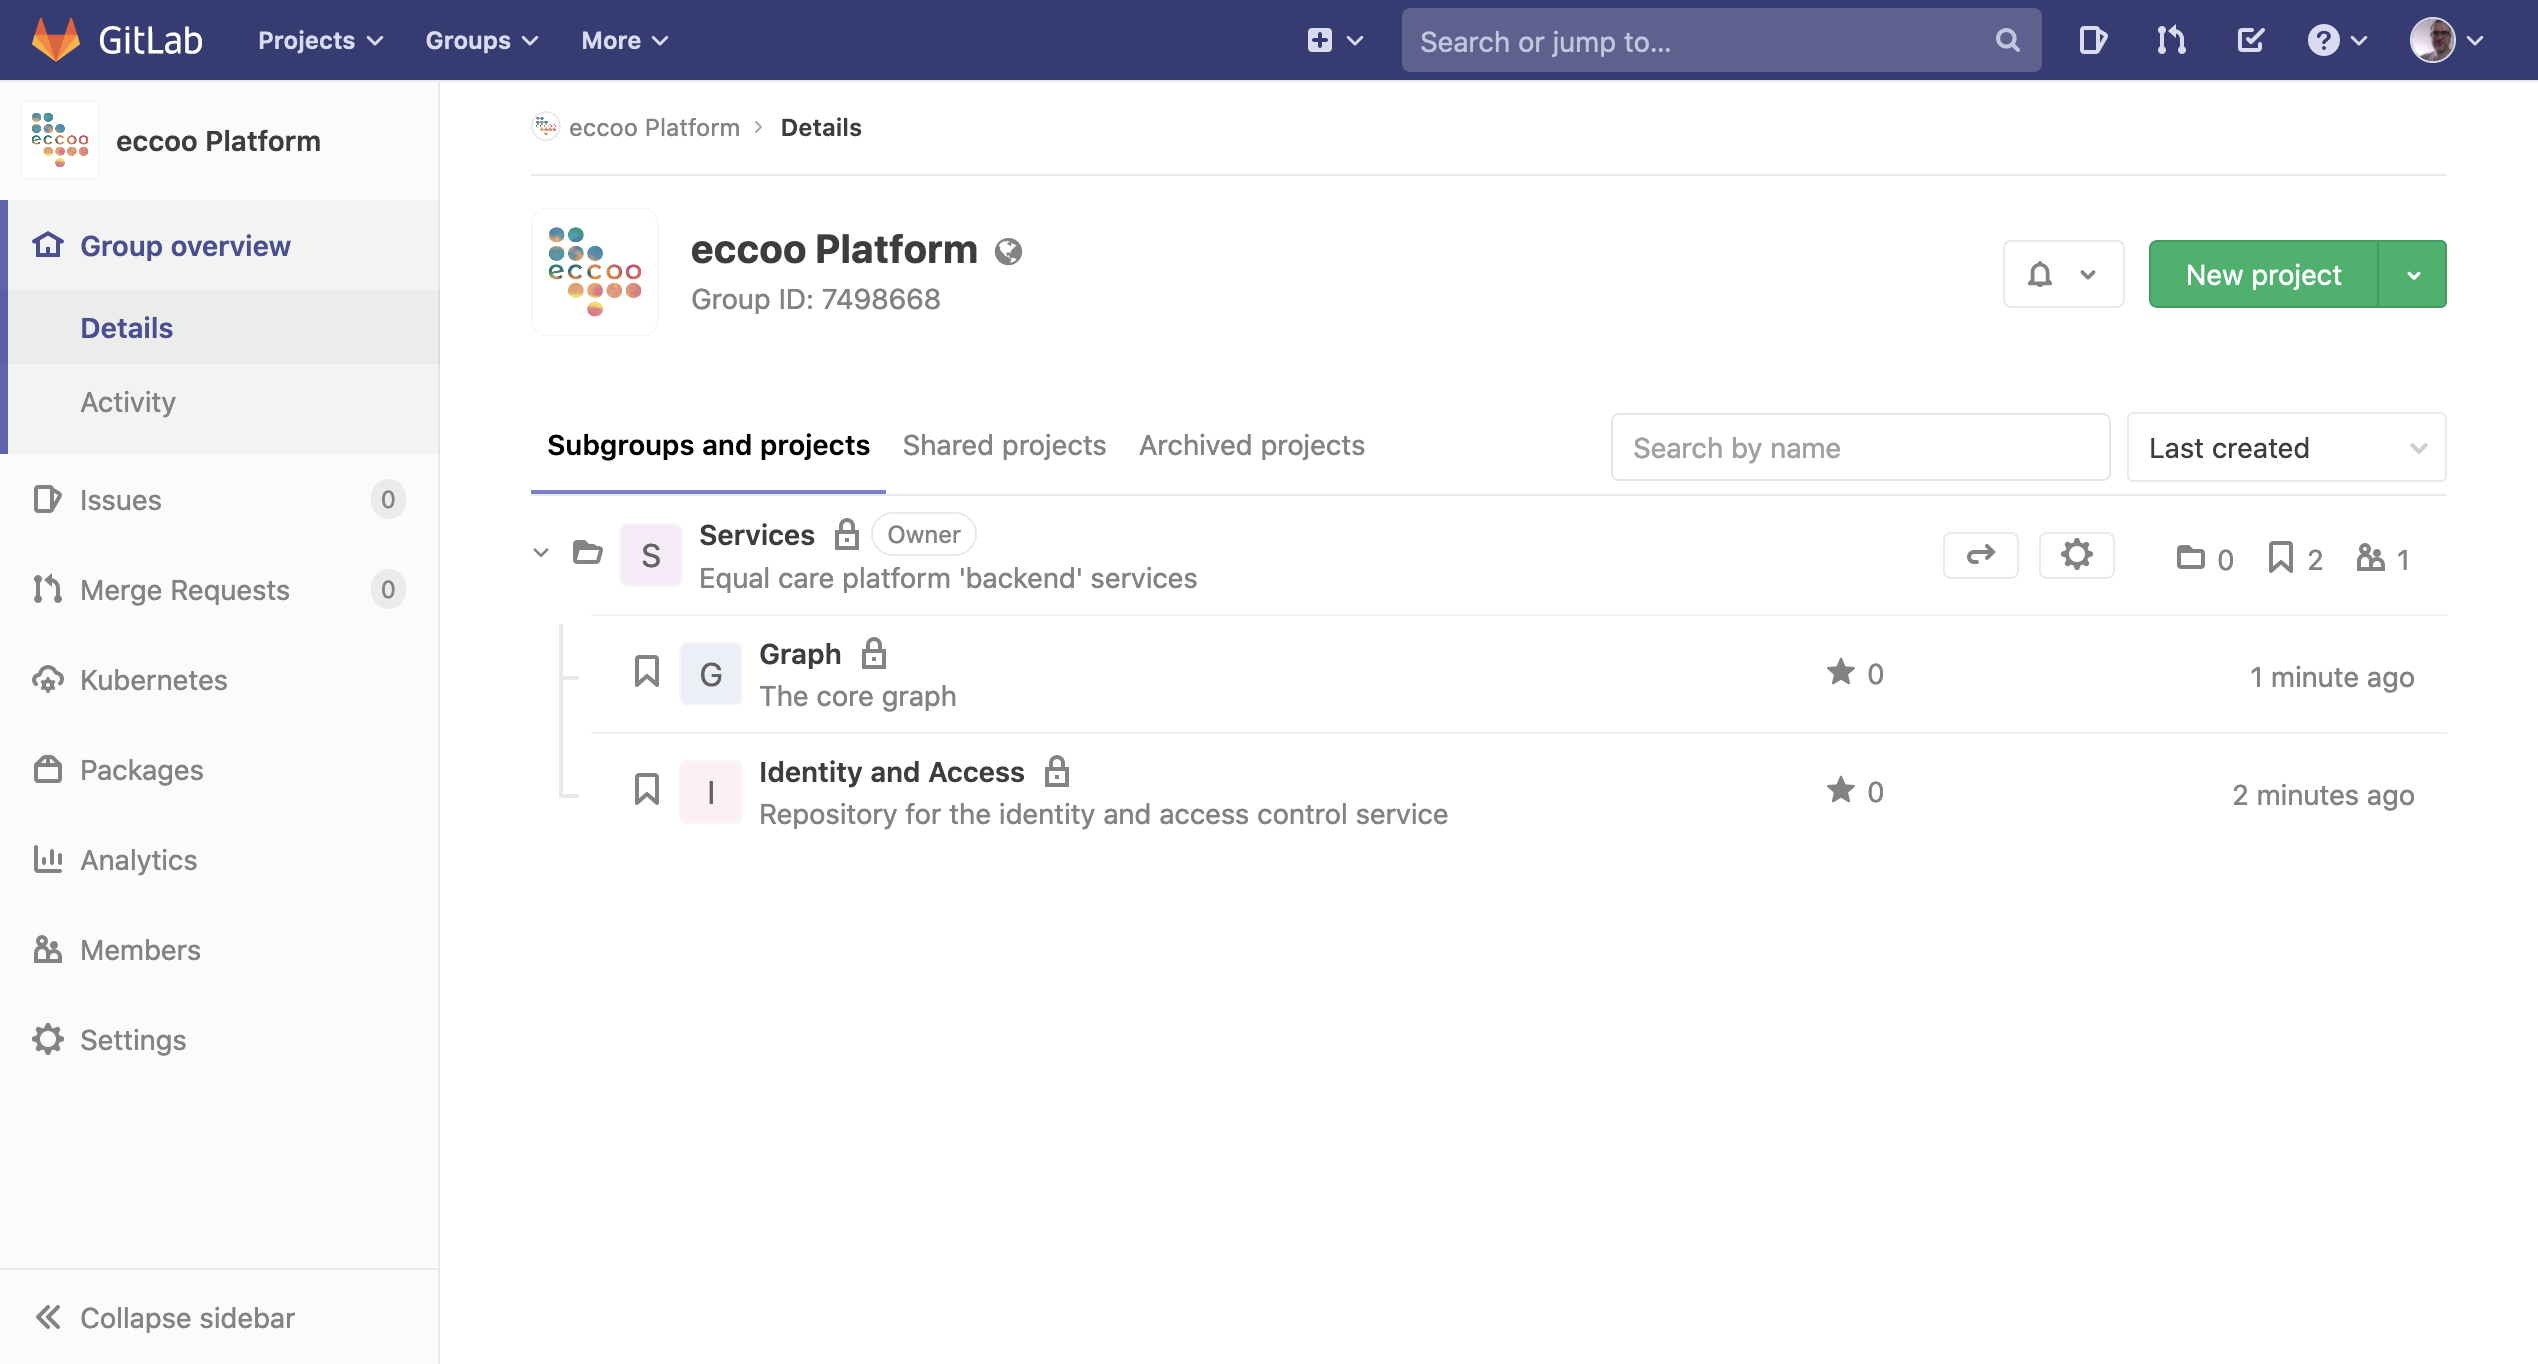 GitLab
Projects
Groups
More
Search or jump to...
eccoo
eccoo Platform
Group overview
Details
Activity
Issues 0
Merge Requests 0
Kubernetes
Packages
Analytics
Members
Settings
Collapse sidebar
eccoo Platform > Details
eccoo
eccoo Platform
Group ID: 7498668
New project
Subgroups and projects
Shared projects
Archived projects
Search by name
Last created
S
Services
Owner
Equal care platform 'backend' services
0
2
1
G
Graph
The core graph
0
1 minute ago
I
Identity and Access
Repository for the identity and access control service
0
2 minutes ago